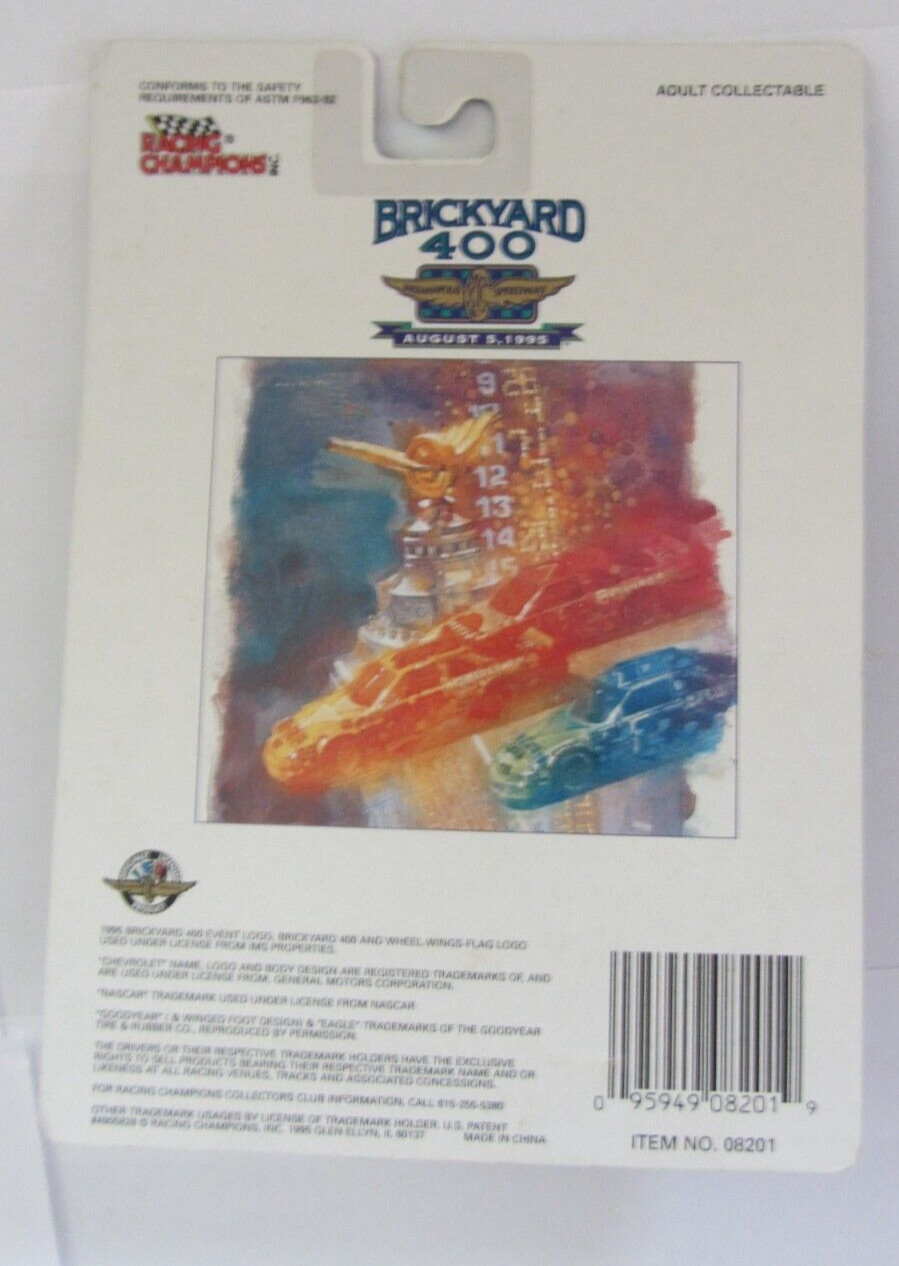 CONFORMS TO THE SAFETY
REQUIREMENTS OF ASTM F963-92
ADULT COLLECTABLE
RACING®
CHAMPIONS INC.
BRICKYARD
400
INDIANAPOLIS SPEEDWAY
AUGUST 5, 1995
9
1
12
13
14
1995 BRICKYARD 400 EVENT LOGO, BRICKYARD 400 AND WHEEL-WINGS-FLAG LOGO
USED UNDER LICENSE FROM IMS PROPERTIES.
"CHEVROLET" NAME, LOGO AND BODY DESIGN ARE REGISTERED TRADEMARKS OF, AND
ARE USED UNDER LICENSE FROM, GENERAL MOTORS CORPORATION.
"NASCAR" TRADEMARK USED UNDER LICENSE FROM NASCAR
"GOODYEAR" ( & WINGED FOOT DESIGN) & "EAGLE" TRADEMARKS OF THE GOODYEAR
TIRE & RUBBER CO., REPRODUCED BY PERMISSION.
THE DRIVERS OR THEIR RESPECTIVE TRADEMARK HOLDERS HAVE THE EXCLUSIVE
RIGHTS TO SELL PRODUCTS BEARING THEIR RESPECTIVE TRADEMARK NAME AND OR
LIKENESS AT ALL RACING VENUES, TRACKS AND ASSOCIATED CONCESSIONS.
FOR RACING CHAMPIONS COLLECTORS CLUB INFORMATION, CALL 815-255-5380
OTHER TRADEMARK USAGES BY LICENSE OF TRADEMARK HOLDER. U.S. PATENT
© RACING CHAMPIONS, INC. 1995 GLEN ELLYN, IL 60137 MADE IN CHINA
0 95949 08201 9
ITEM NO. 08201